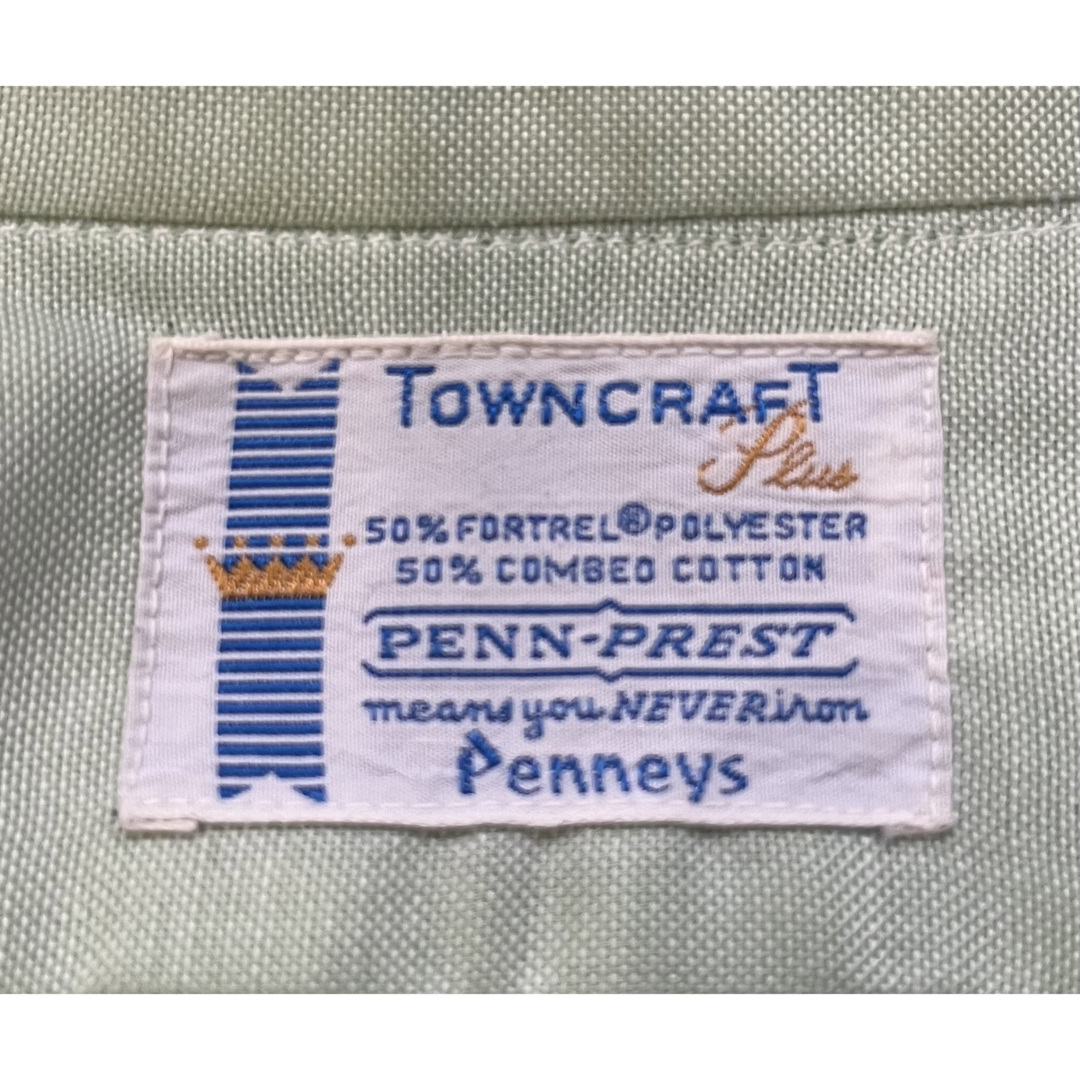 TOWNCRAFT
Plus
50% FORTREL® POLYESTER
50% COMBED COTTON
PENN-PREST
means you NEVER iron
Penneys